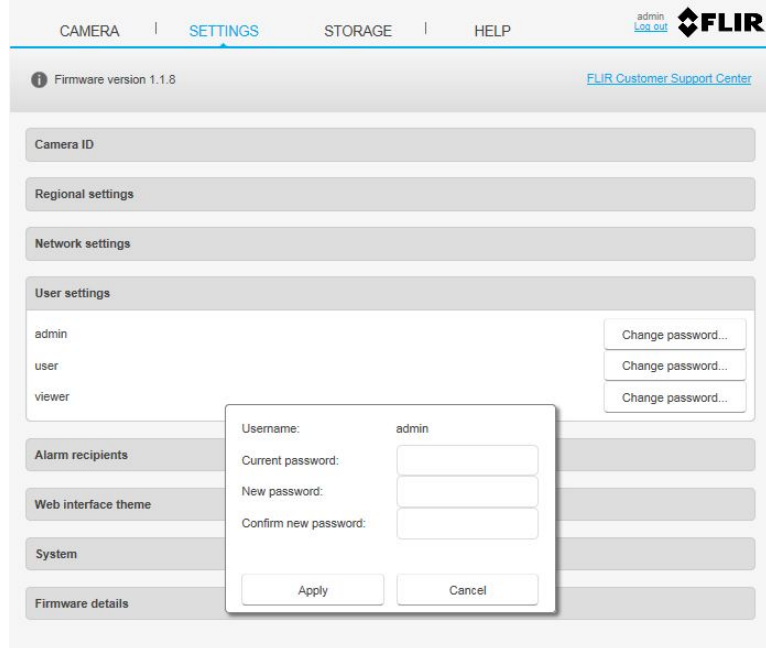 CAMERA | SETTINGS STORAGE | HELP
admin
Log out
FLIR
Firmware version 1.1.8 FLIR Customer Support Center
Camera ID
Regional settings
Network settings
User settings
admin Change password...
user Change password...
viewer Change password...
Username: admin
Current password:
New password:
Confirm new password:
Apply Cancel
Alarm recipients
Web interface theme
System
Firmware details